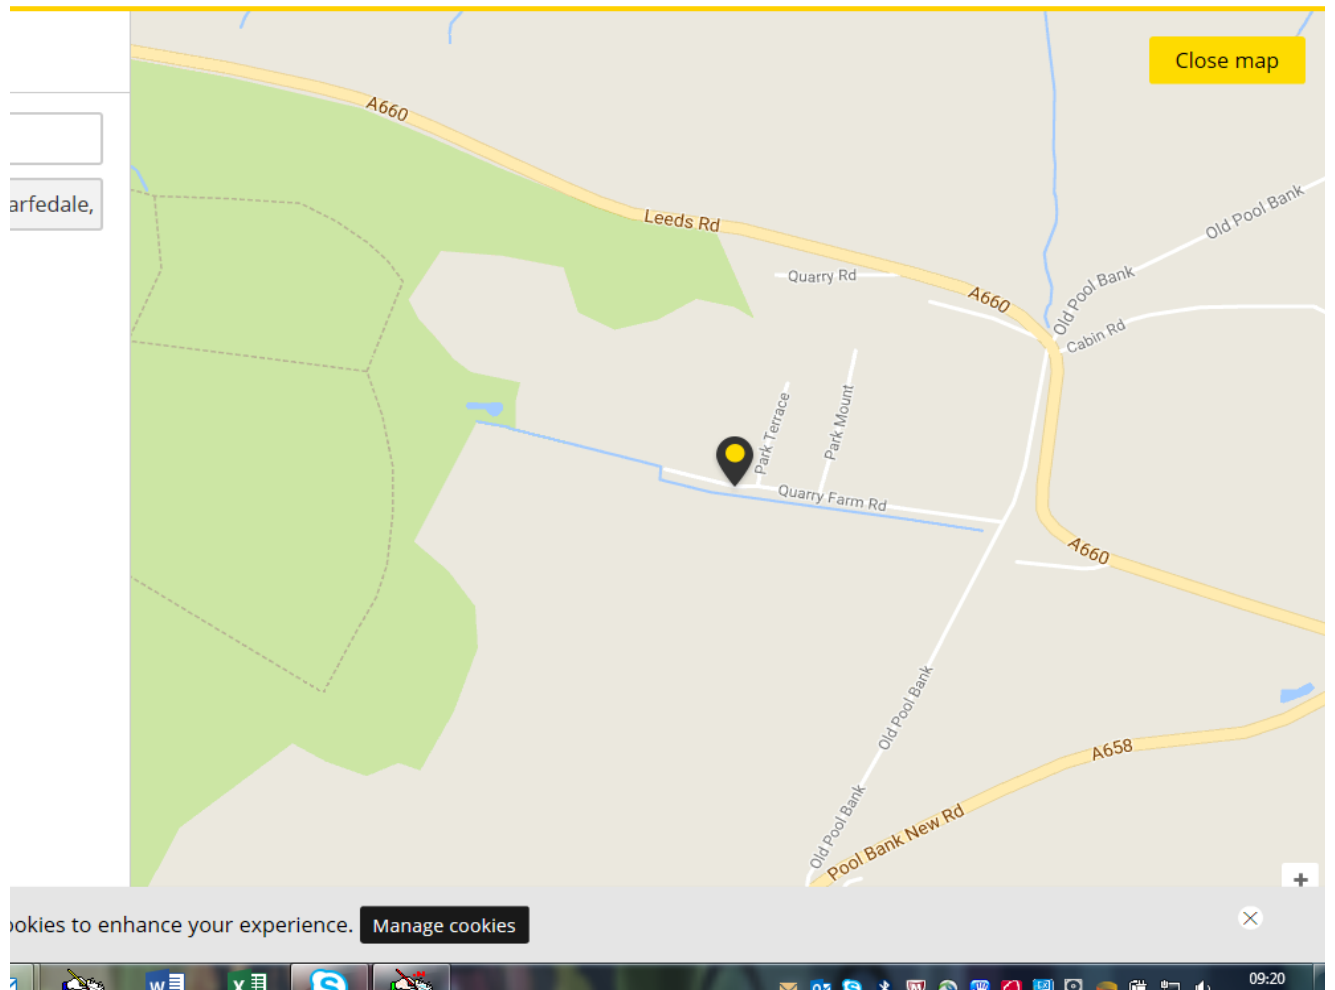 Close map
A660
arfedale,
Old Pool Bank
Leeds Rd
Quarry Rd
A660
Old Pool Bank
Cabin Rd
Park Terrace
Park Mount
Quarry Farm Rd
A660
Old Pool Bank
A658
Old Pool Bank
Pool Bank New Rd
+
ookies to enhance your experience. Manage cookies
09:20